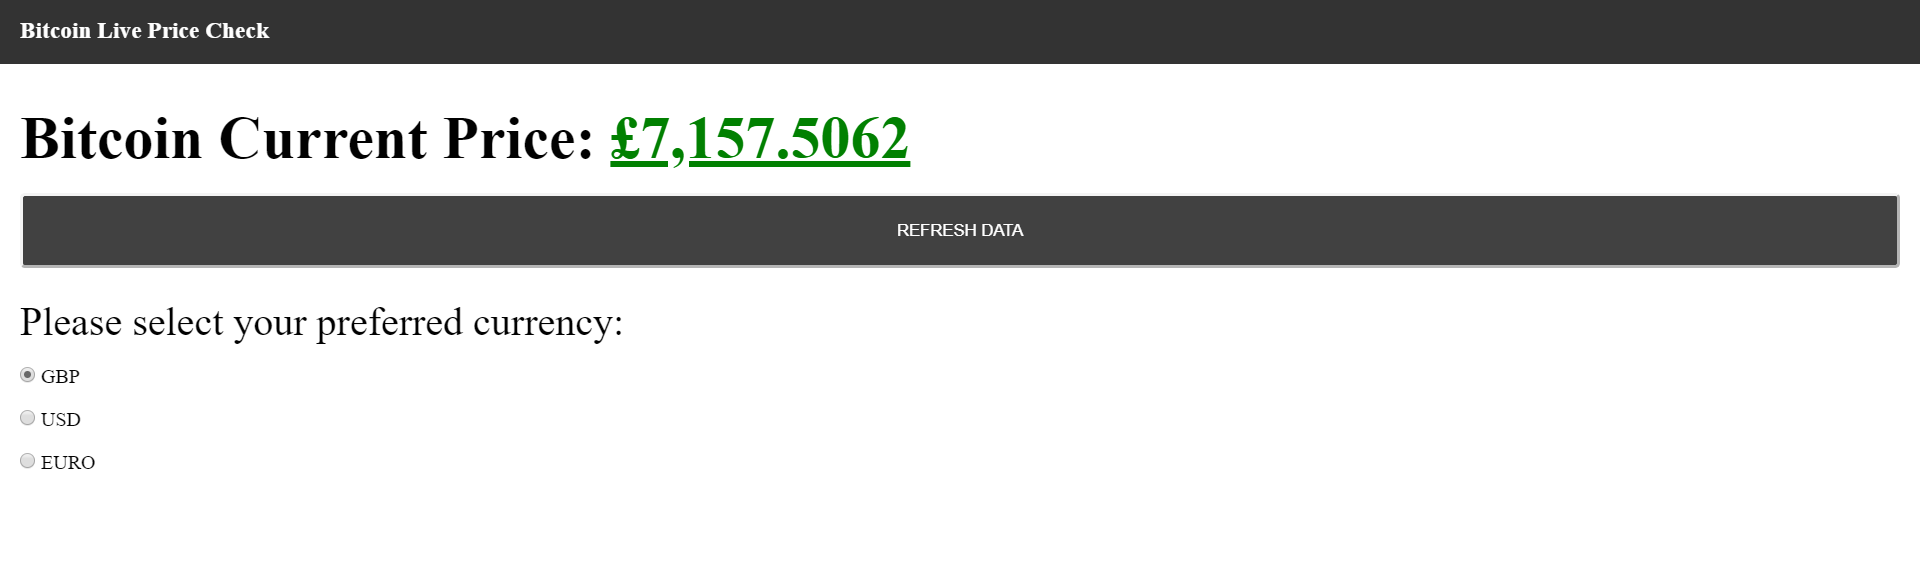 Bitcoin Live Price Check
Bitcoin Current Price: £7,157.5062
REFRESH DATA
Please select your preferred currency:
GBP
USD
EURO